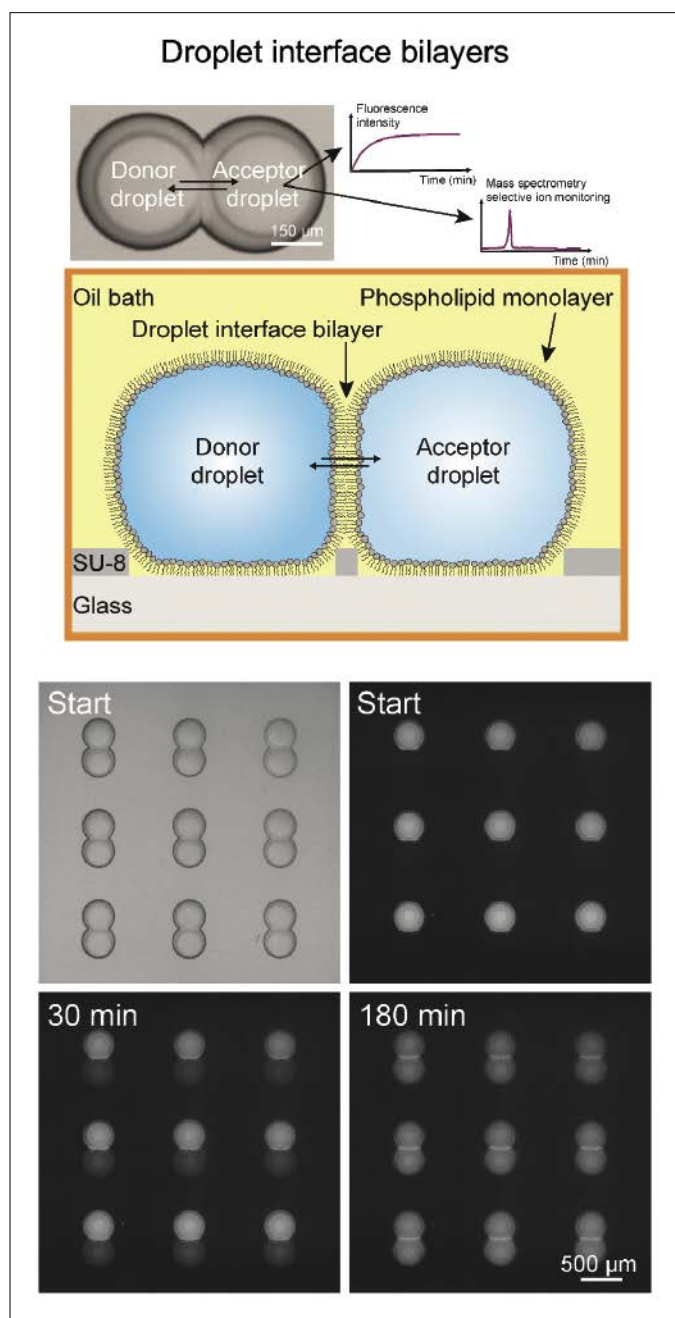 Droplet interface bilayers
Donor
droplet
Acceptor
droplet
150 µm
Fluorescence
intensity
Time (min)
Mass spectrometry
selective ion monitoring
Time (min)
Oil bath
Phospholipid monolayer
Droplet interface bilayer
Donor
droplet
Acceptor
droplet
SU-8
Glass
Start
Start
30 min
180 min
500 µm